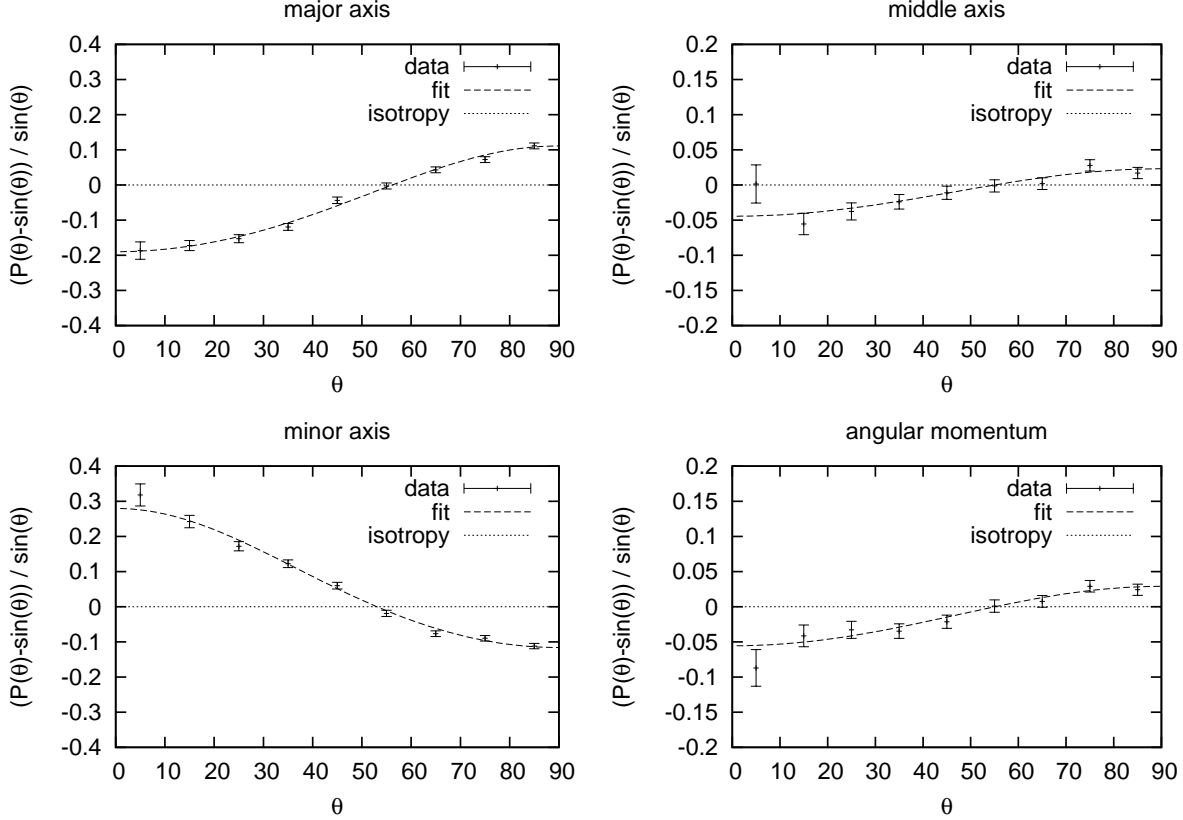 major axis
0.4
0.3
0.2
0.1
0
-0.1
-0.2
-0.3
-0.4
(P(θ)-sin(θ)) / sin(θ)
data
fit
isotropy
0 10 20 30 40 50 60 70 80 90
θ
middle axis
0.2
0.15
0.1
0.05
0
-0.05
-0.1
-0.15
-0.2
(P(θ)-sin(θ)) / sin(θ)
data
fit
isotropy
0 10 20 30 40 50 60 70 80 90
θ
minor axis
0.4
0.3
0.2
0.1
0
-0.1
-0.2
-0.3
-0.4
(P(θ)-sin(θ)) / sin(θ)
data
fit
isotropy
0 10 20 30 40 50 60 70 80 90
θ
angular momentum
0.2
0.15
0.1
0.05
0
-0.05
-0.1
-0.15
-0.2
(P(θ)-sin(θ)) / sin(θ)
data
fit
isotropy
0 10 20 30 40 50 60 70 80 90
θ